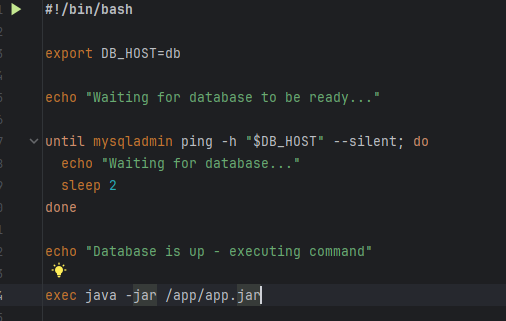 #!/bin/bash
export DB_HOST=db
echo "Waiting for database to be ready..."
until mysqladmin ping -h "$DB_HOST" --silent; do
  echo "Waiting for database..."
  sleep 2
done
echo "Database is up - executing command"
exec java -jar /app/app.jar